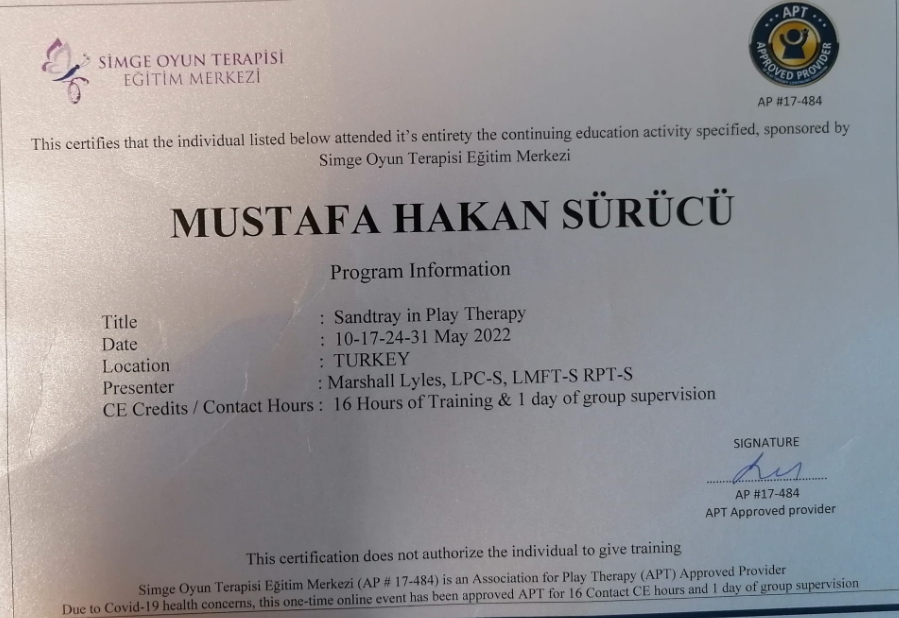 SİMGE OYUN TERAPİSİ
EĞİTİM MERKEZİ
APT
APPROVED PROVIDER
AP #17-484
This certifies that the individual listed below attended it's entirety the continuing education activity specified, sponsored by
Simge Oyun Terapisi Eğitim Merkezi
MUSTAFA HAKAN SÜRÜCÜ
Program Information
Title : Sandtray in Play Therapy
Date : 10-17-24-31 May 2022
Location : TURKEY
Presenter : Marshall Lyles, LPC-S, LMFT-S RPT-S
CE Credits / Contact Hours : 16 Hours of Training & 1 day of group supervision
SIGNATURE
AP #17-484
APT Approved provider
This certification does not authorize the individual to give training
Simge Oyun Terapisi Eğitim Merkezi (AP # 17-484) is an Association for Play Therapy (APT) Approved Provider
Due to Covid-19 health concerns, this one-time online event has been approved APT for 16 Contact CE hours and 1 day of group supervision